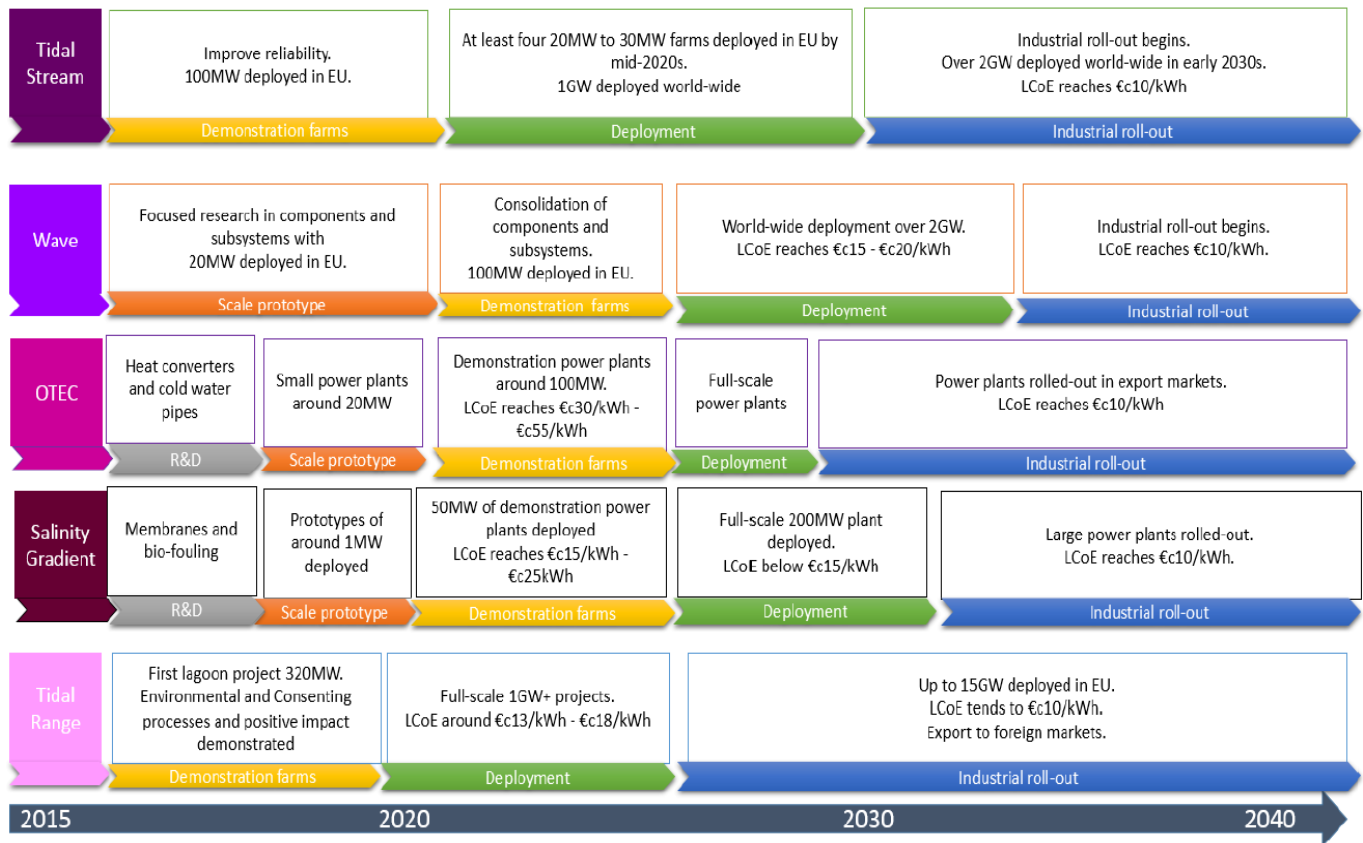 Tidal
Stream
Improve reliability.
100MW deployed in EU.
Demonstration farms
At least four 20MW to 30MW farms deployed in EU by
mid-2020s.
1GW deployed world-wide
Deployment
Industrial roll-out begins.
Over 2GW deployed world-wide in early 2030s.
LCoE reaches €c10/kWh
Industrial roll-out
Wave
Focused research in components and
subsystems with
20MW deployed in EU.
Scale prototype
Consolidation of
components and
subsystems.
100MW deployed in EU.
Demonstration farms
World-wide deployment over 2GW.
LCoE reaches €c15 - €c20/kWh
Deployment
Industrial roll-out begins.
LCoE reaches €c10/kWh.
Industrial roll-out
OTEC
Heat converters
and cold water
pipes
R&D
Small power plants
around 20MW
Scale prototype
Demonstration power plants
around 100MW.
LCoE reaches €c30/kWh -
€c55/kWh
Demonstration farms
Full-scale
power plants
Deployment
Power plants rolled-out in export markets.
LCoE reaches €c10/kWh
Industrial roll-out
Salinity
Gradient
Membranes and
bio-fouling
R&D
Prototypes of
around 1MW
deployed
Scale prototype
50MW of demonstration power
plants deployed
LCoE reaches €c15/kWh -
€c25kWh
Demonstration farms
Full-scale 200MW plant
deployed.
LCoE below €c15/kWh
Deployment
Large power plants rolled-out.
LCoE reaches €c10/kWh.
Industrial roll-out
Tidal
Range
First lagoon project 320MW.
Environmental and Consenting
processes and positive impact
demonstrated
Demonstration farms
Full-scale 1GW+ projects.
LCoE around €c13/kWh - €c18/kWh
Deployment
Up to 15GW deployed in EU.
LCoE tends to €c10/kWh.
Export to foreign markets.
Industrial roll-out
2015
2020
2030
2040